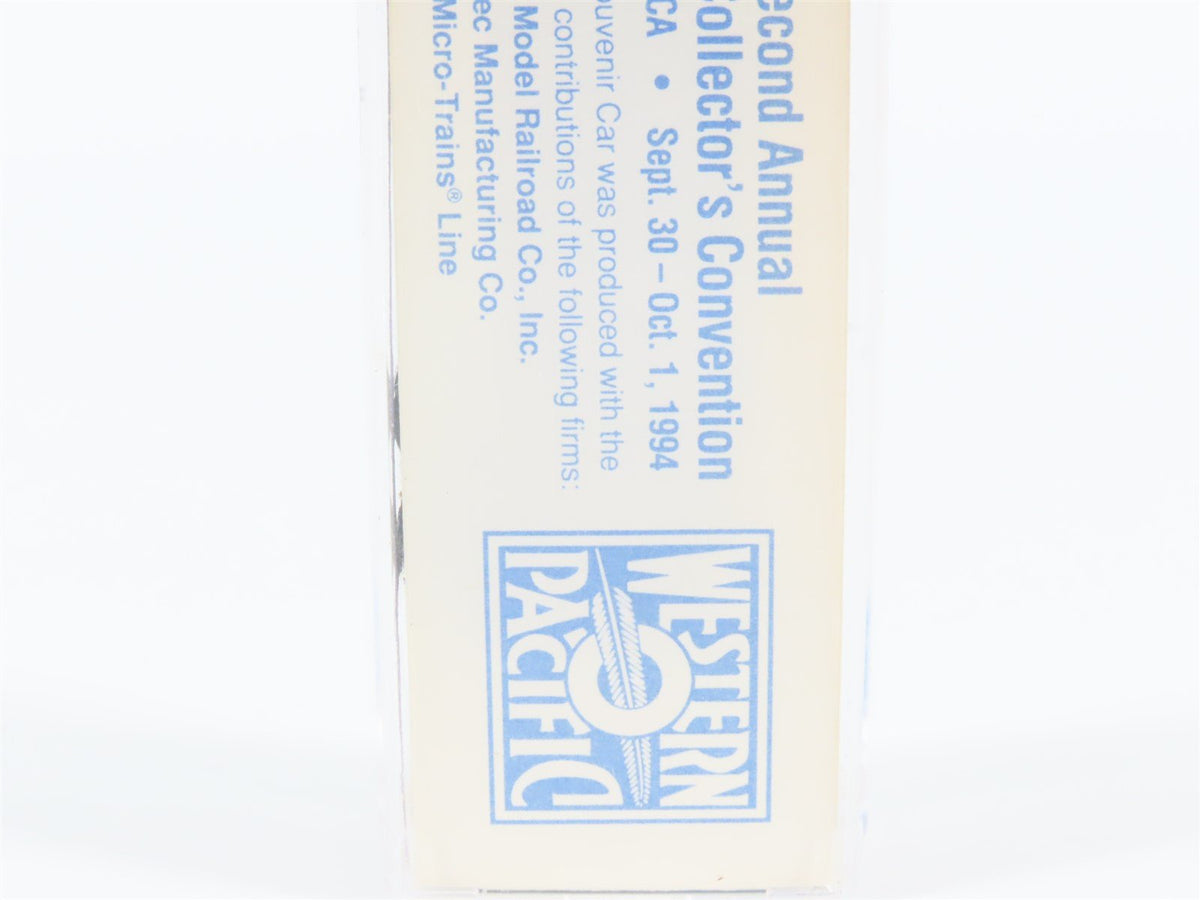 econd Annual
ollector's Convention
CA • Sept. 30 – Oct. 1, 1994
ouvenir Car was produced with the
contributions of the following firms:
Model Railroad Co., Inc.
ec Manufacturing Co.
Micro-Trains® Line
WESTERN
PACIFIC